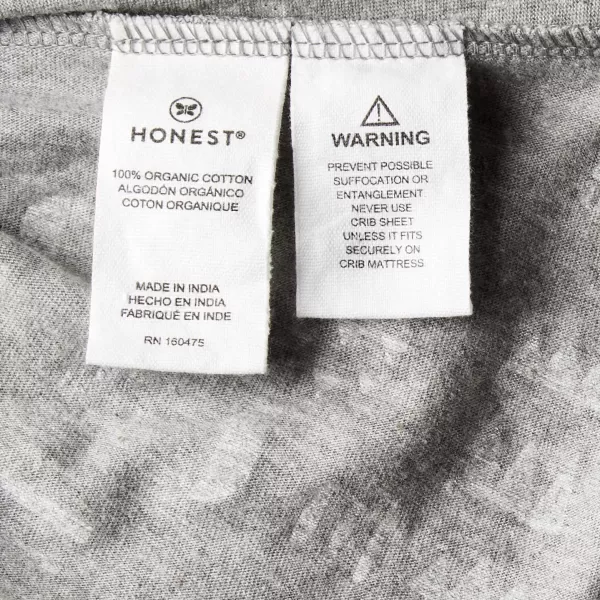 HONEST®
100% ORGANIC COTTON
ALGODÓN ORGÁNICO
COTON ORGANIQUE
MADE IN INDIA
HECHO EN INDIA
FABRIQUÉ EN INDE
RN 160475
WARNING
PREVENT POSSIBLE
SUFFOCATION OR
ENTANGLEMENT.
NEVER USE
CRIB SHEET
UNLESS IT FITS
SECURELY ON
CRIB MATTRESS.